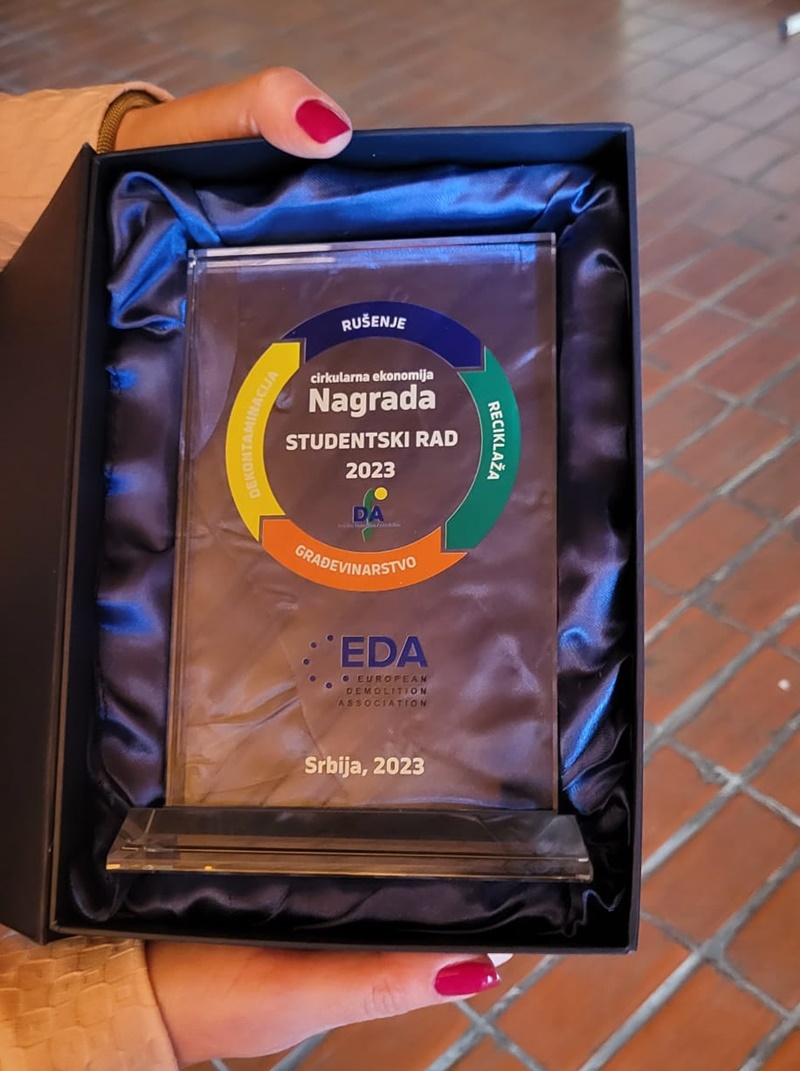 RUŠENJE
cirkularna ekonomija
Nagrada
STUDENTSKI RAD
2023
DA
DEKONTAMINACIJA
RECIKLAŽA
GRAĐEVINARSTVO
EDA
EUROPEAN
DEMOLITION
ASSOCIATION
Srbija, 2023